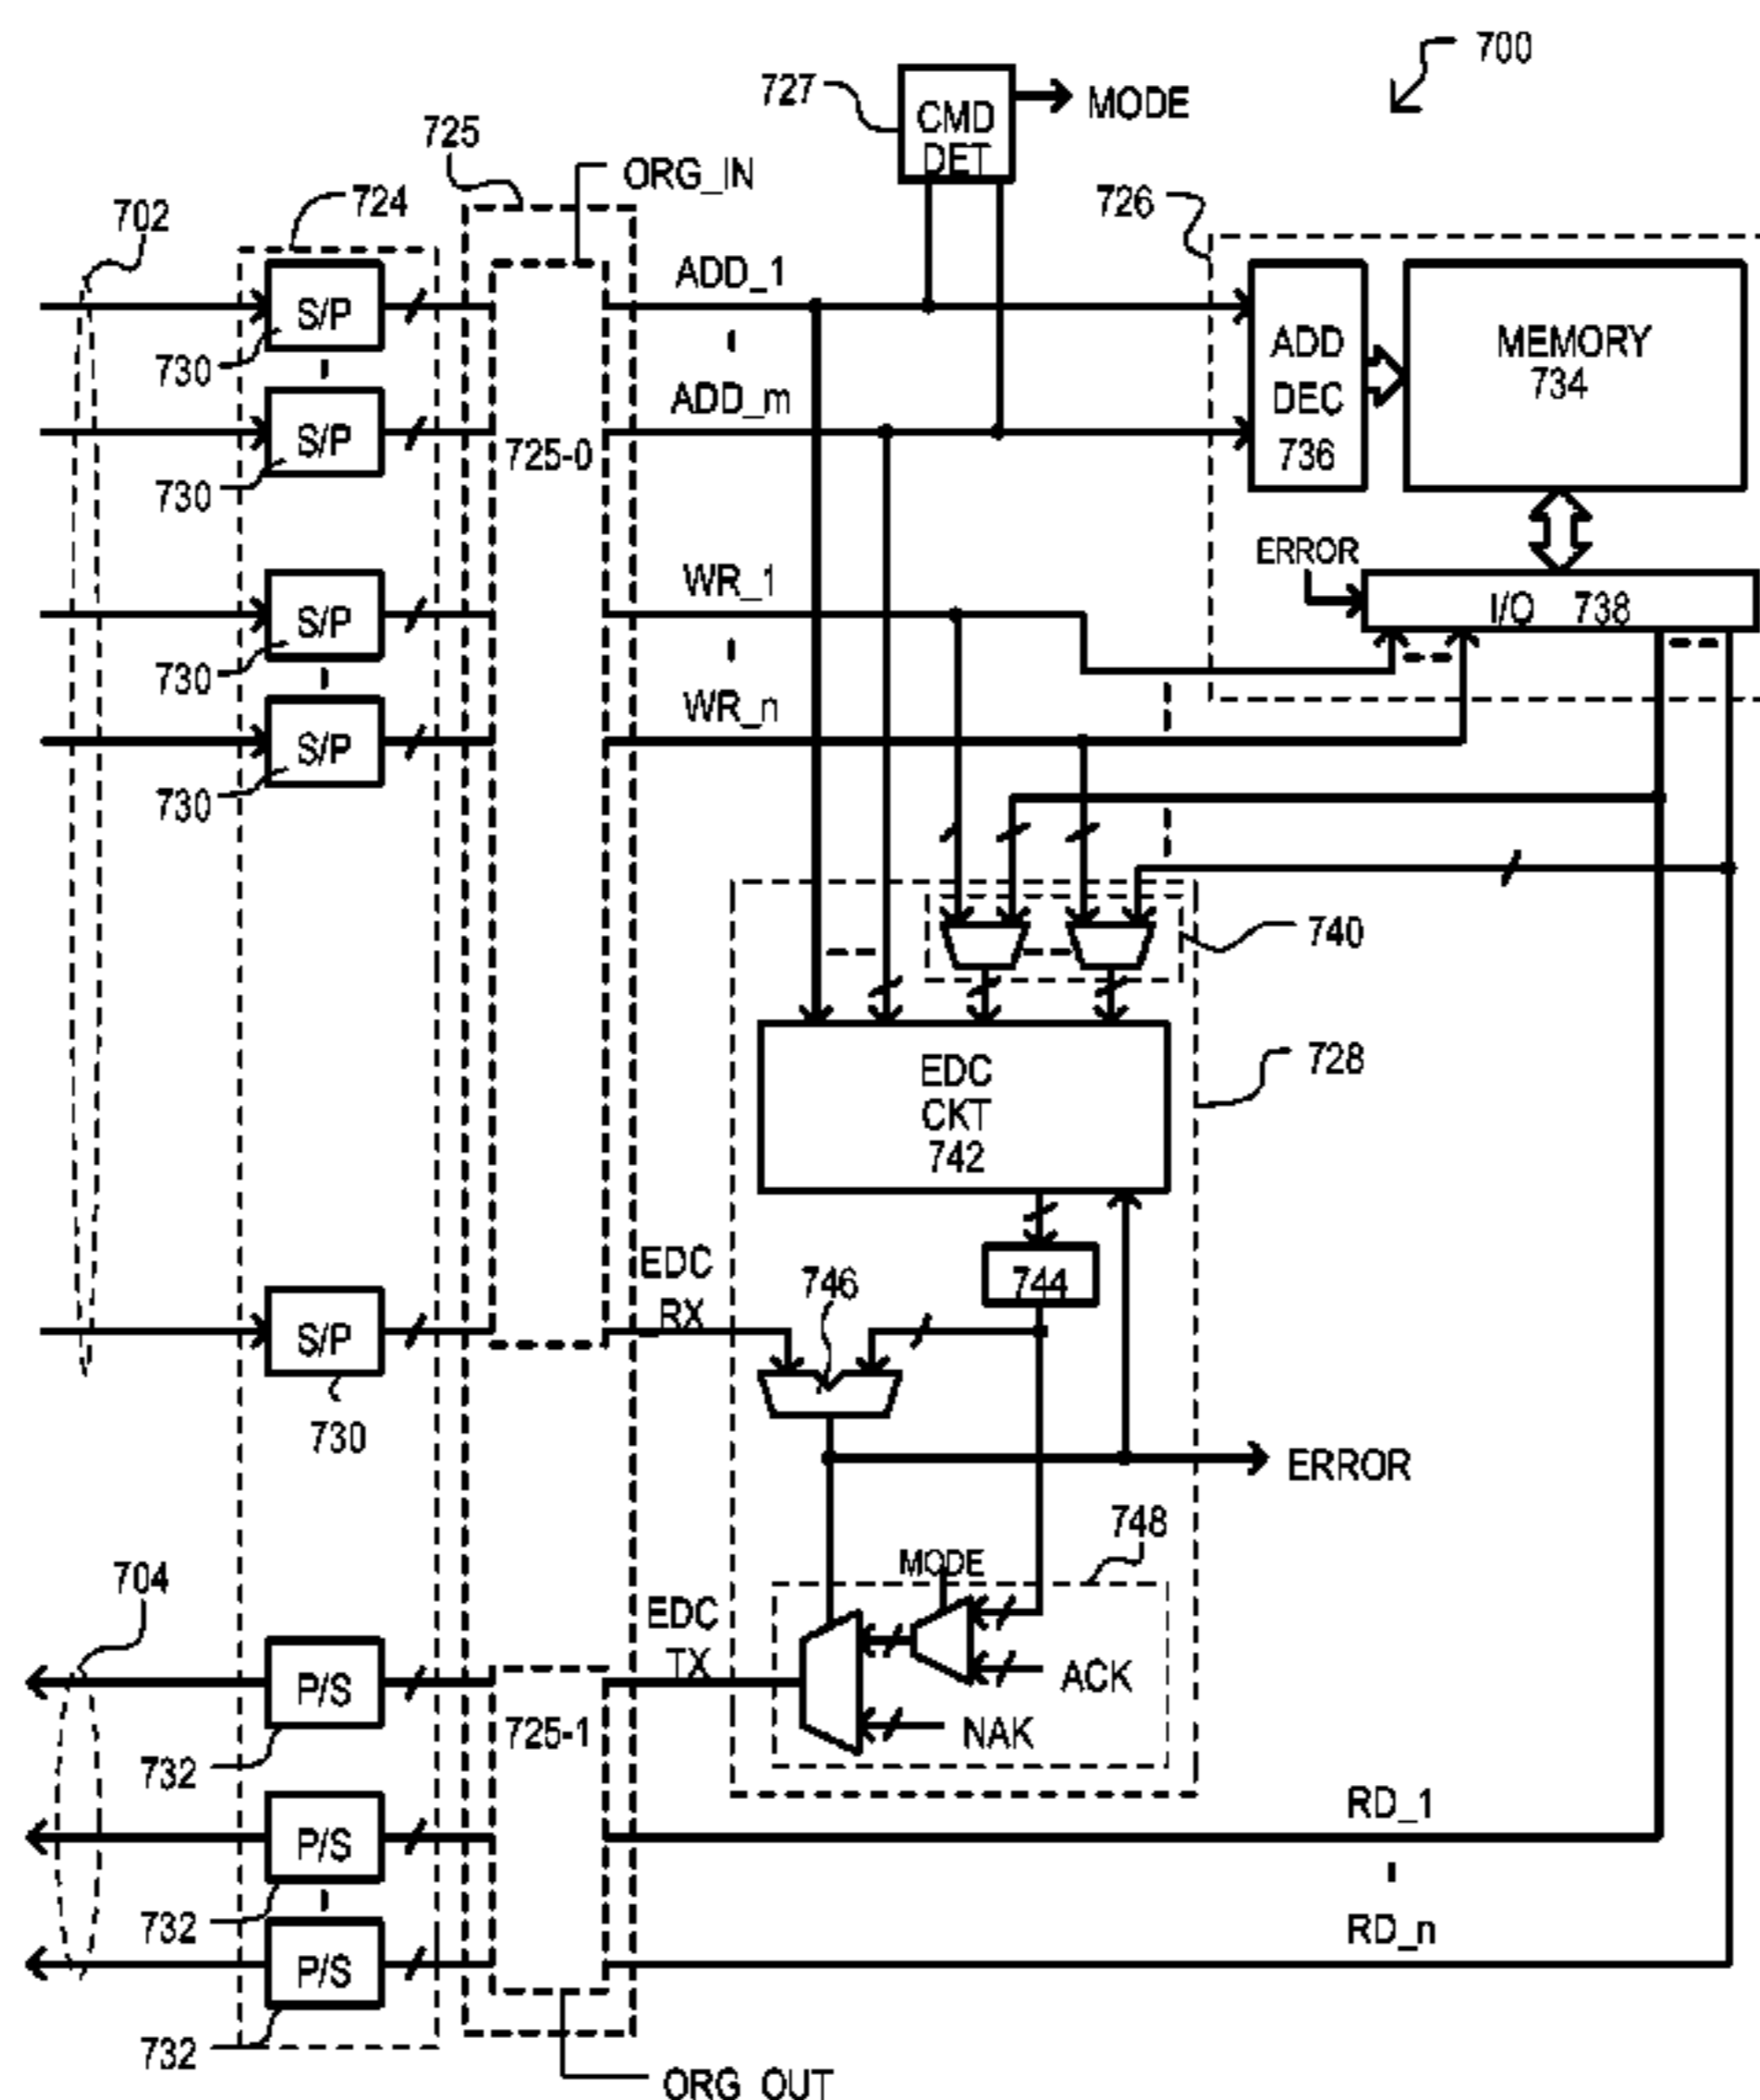 700
727
CMD
DET
MODE
725
ORG_IN
724
702
726
ADD_1
S/P
730
ADD_m
S/P
730
725-0
ADD
DEC
736
MEMORY
734
ERROR
I/O 738
WR_1
S/P
730
WR_n
S/P
730
740
EDC
CKT
742
728
744
EDC
RX
746
S/P
730
ERROR
748
MODE
704
EDC
TX
P/S
732
725-1
ACK
NAK
RD_1
P/S
732
RD_n
P/S
732
ORG_OUT